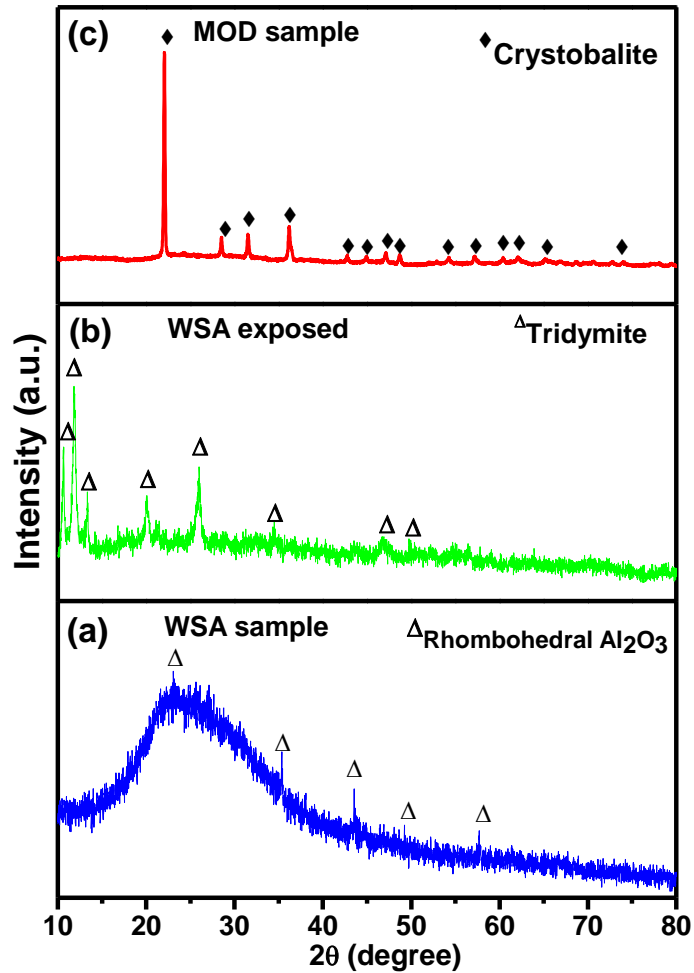 (c) MOD sample ♦Crystobalite
(b) WSA exposed ΔTridymite
(a) WSA sample ΔRhombohedral Al₂O₃
Intensity (a.u.)
10 20 30 40 50 60 70 80
2θ (degree)